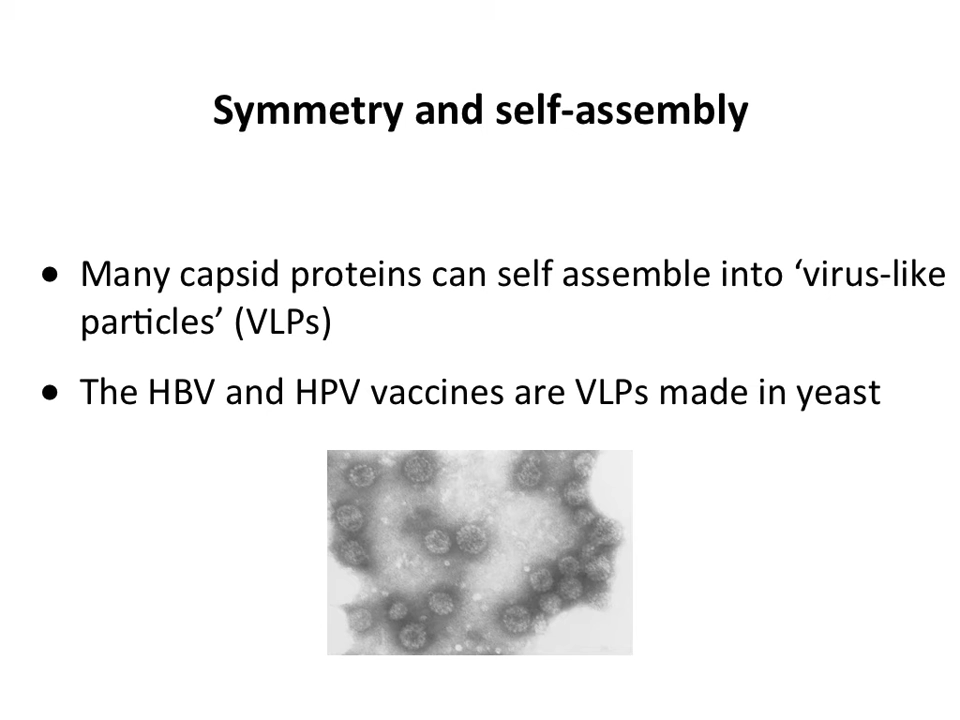 Symmetry and self-assembly
• Many capsid proteins can self assemble into ‘virus-like
particles’ (VLPs)
• The HBV and HPV vaccines are VLPs made in yeast